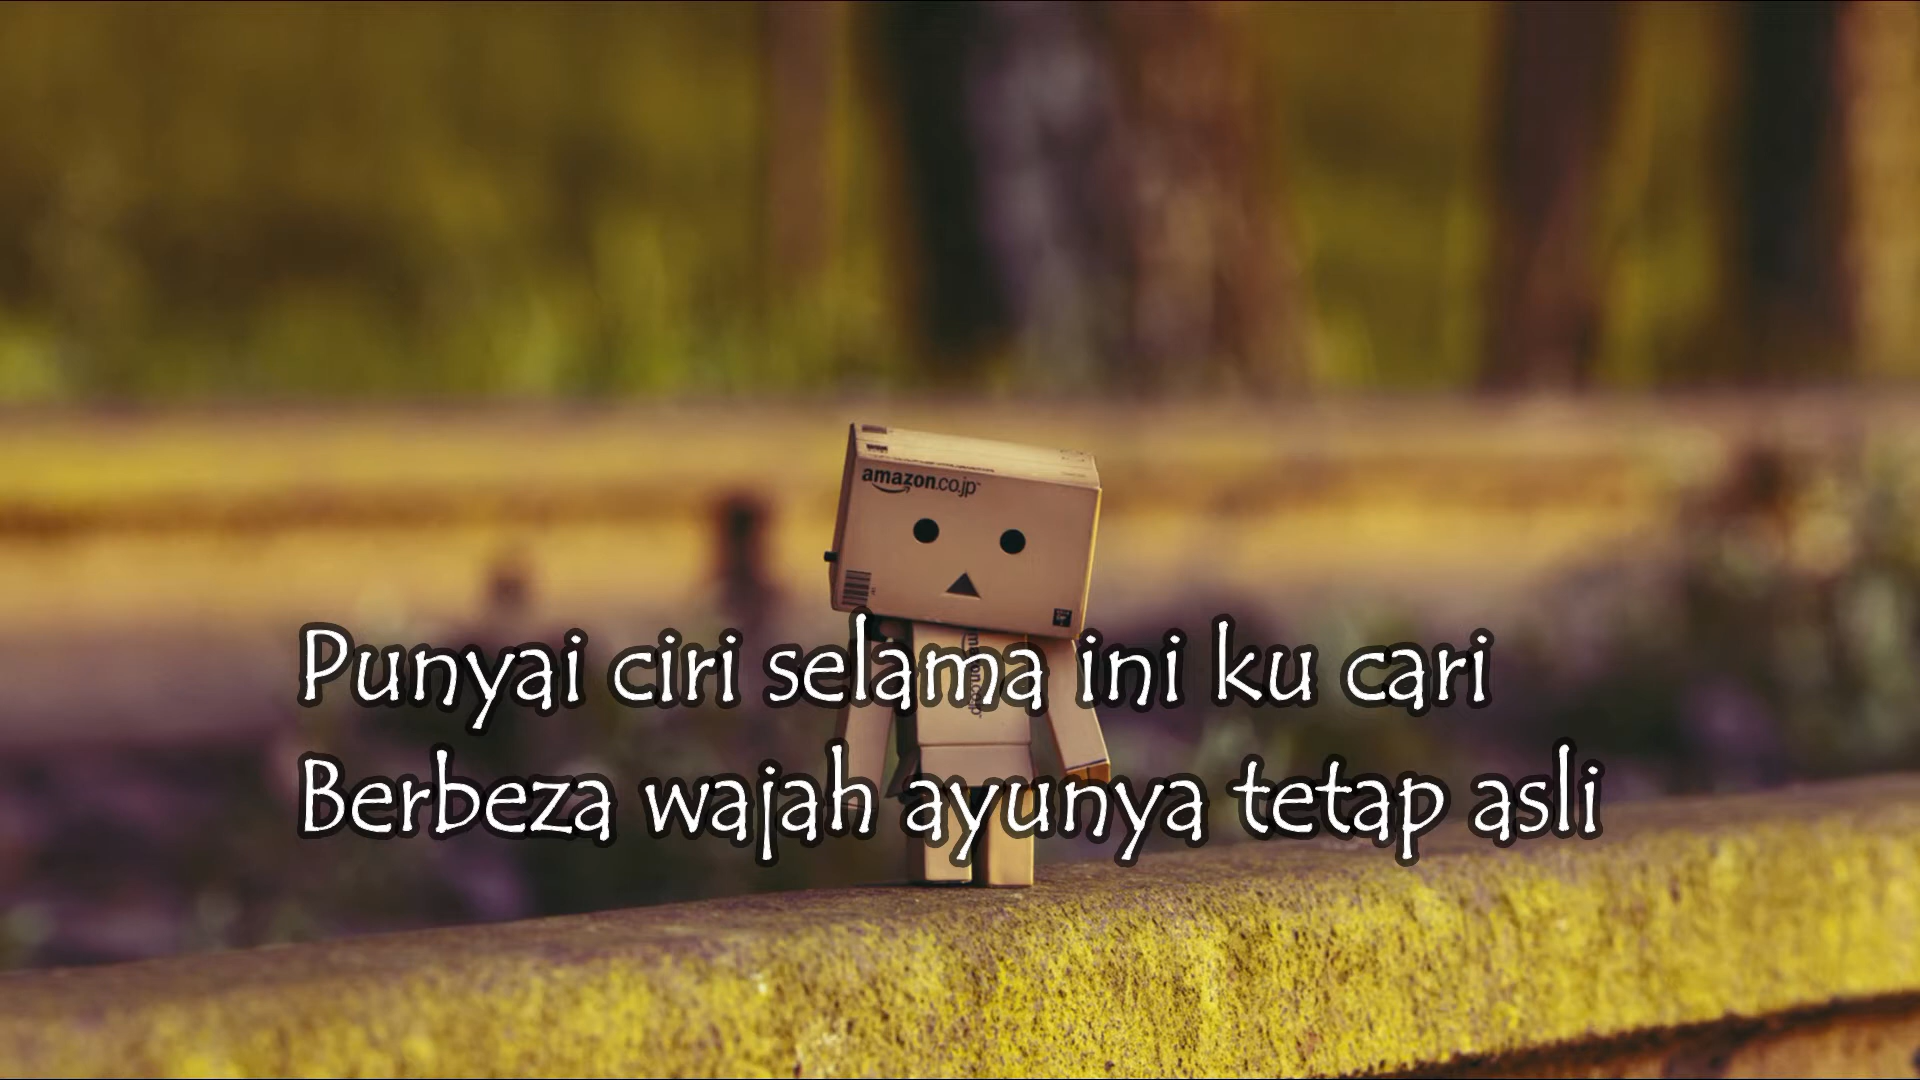 amazon.co.jp
Punyai ciri selama ini ku cari
Berbeza wajah ayunya tetap asli